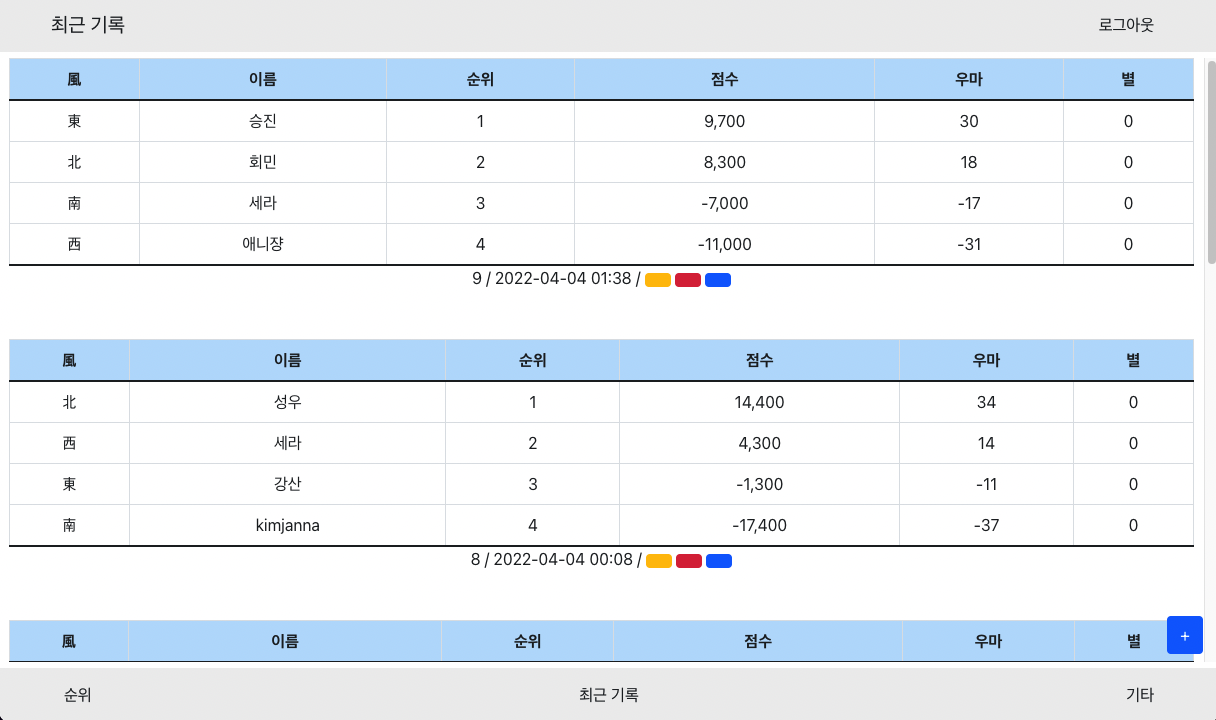 최근 기록 로그아웃
風 이름 순위 점수 우마 별
東 승진 1 9,700 30 0
北 회민 2 8,300 18 0
南 세라 3 -7,000 -17 0
西 애니쟝 4 -11,000 -31 0
9 / 2022-04-04 01:38 /
風 이름 순위 점수 우마 별
北 성우 1 14,400 34 0
西 세라 2 4,300 14 0
東 강산 3 -1,300 -11 0
南 kimjanna 4 -17,400 -37 0
8 / 2022-04-04 00:08 /
風 이름 순위 점수 우마 별
+
순위 최근 기록 기타